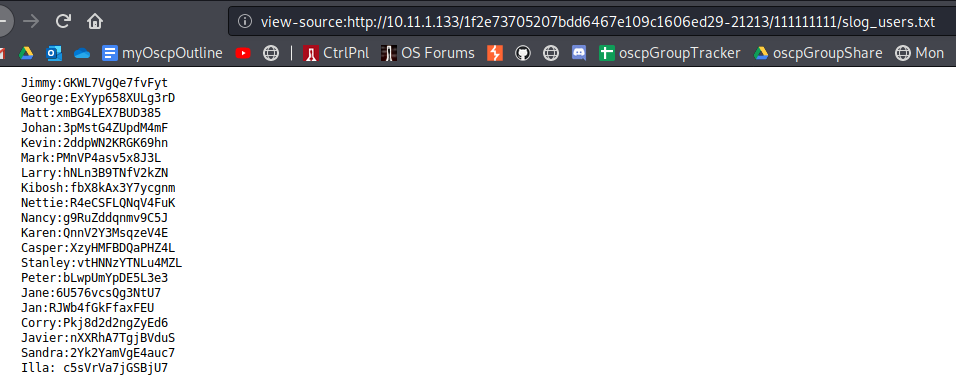 view-source:http://10.11.1.133/1f2e73705207bdd6467e109c1606ed29-21213/111111111/slog_users.txt
myOscpOutline CtrlPnl OS Forums oscpGroupTracker oscpGroupShare Mon
Jimmy:GKWL7VgQe7fvFyt
George:ExYyp658XULg3rD
Matt:xmBG4LEX7BUD385
Johan:3pMstG4ZUpdM4mF
Kevin:2ddpWN2KRGK69hn
Mark:PMnVP4asv5x8J3L
Larry:hNLn3B9TNfV2kZN
Kibosh:fbX8kAx3Y7ycgnm
Nettie:R4eCSFLQNqV4FuK
Nancy:g9RuZddqnmv9C5J
Karen:QnnV2Y3MsqzeV4E
Casper:XzyHMFBDQaPHZ4L
Stanley:vtHNNzYTNLu4MZL
Peter:bLwpUmYpDE5L3e3
Jane:6U576vcsQg3NtU7
Jan:RJWb4fGkFfaxFEU
Corry:Pkj8d2d2ngZyEd6
Javier:nXXRhA7TgjBVduS
Sandra:2Yk2YamVgE4auc7
Illa: c5sVrVa7jGSBjU7